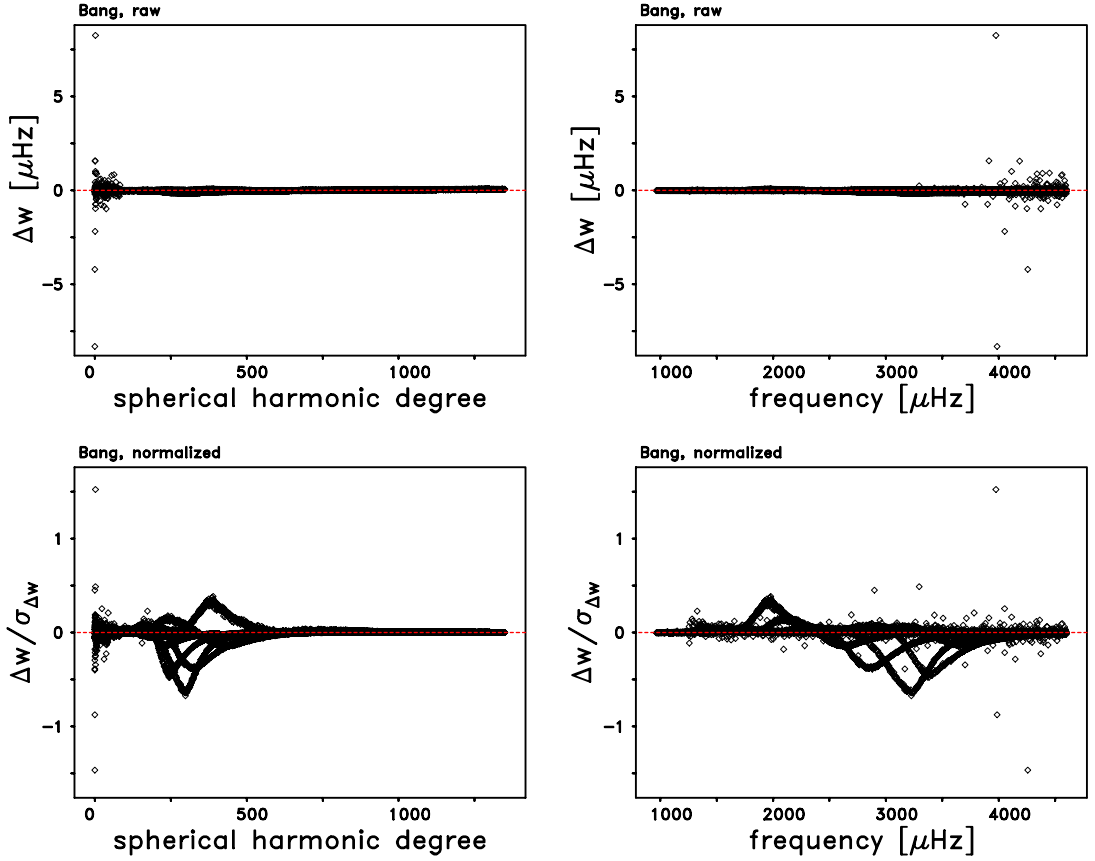 Bang, raw
5
0
−5
Δw [μHz]
0 500 1000
spherical harmonic degree
Bang, raw
5
0
−5
Δw [μHz]
1000 2000 3000 4000
frequency [μHz]
Bang, normalized
1
0
−1
Δw/σΔw
0 500 1000
spherical harmonic degree
Bang, normalized
1
0
−1
Δw/σΔw
1000 2000 3000 4000
frequency [μHz]